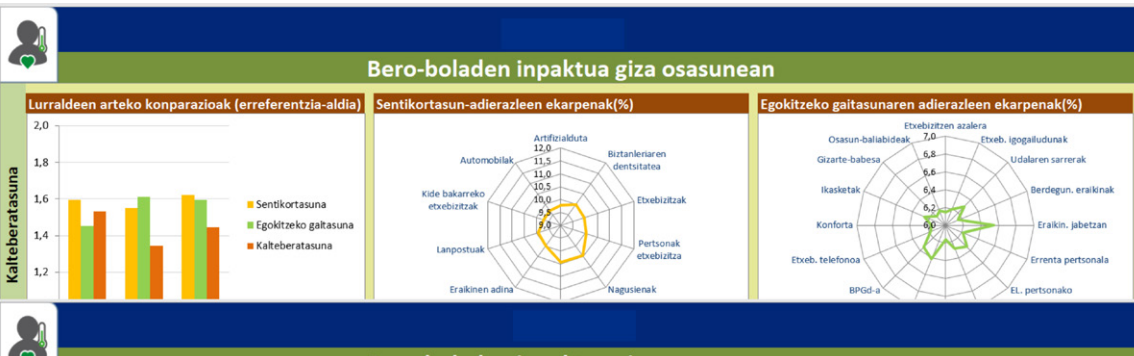 Bero-boladen inpaktua giza osasunean
Kalteberatasuna
Lurraldeen arteko konparazioak (erreferentzia-aldia)
2,0
1,8
1,6
1,4
1,2
Sentikortasuna
Egokitzeko galtasuna
Kalteberatasuna
Sentikortasun-adierazleen ekarpenak(%)
Artifizialduta
Biztanleriaren
dentsitatea
Etxebizitzak
Pertsonak
etxebizitza
Nagusienak
Eraikinen adina
Lanpostuak
Kide bakarreko
etxebizitzak
Automobilak
12,0
11,5
11,0
10,5
10,0
9,5
9,0
Egokitzeko gaitasunaren adierazleen ekarpenak(%)
Etxebizitzen azalera
Etxeb. igogailudunak
Udalaren sarrerak
Berdegun. eraikinak
Eraikin. jabetzan
Errenta pertsonala
EL. pertsonako
BPGd-a
Etxeb. telefonoa
Konforta
Ikasketak
Gizarte-babesa
Osasun-baliabideak
7,0
6,8
6,6
6,4
6,2
6,0